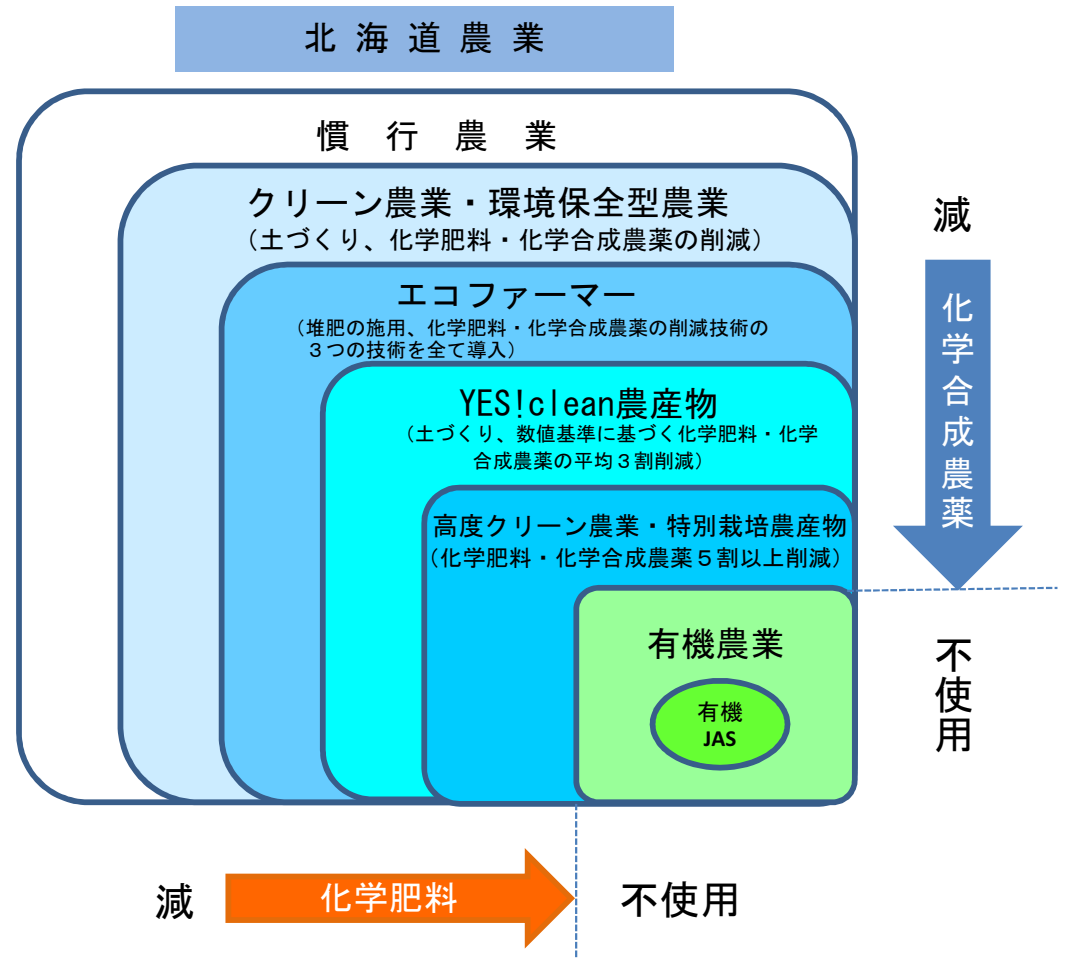 北海道農業
慣行農業
クリーン農業・環境保全型農業
（土づくり、化学肥料・化学合成農薬の削減）
エコファーマー
（堆肥の施用、化学肥料・化学合成農薬の削減技術の
３つの技術を全て導入）
YES!clean農産物
（土づくり、数値基準に基づく化学肥料・化学
合成農薬の平均３割削減）
高度クリーン農業・特別栽培農産物
（化学肥料・化学合成農薬５割以上削減）
有機農業
有機
JAS
減
化学合成農薬
不使用
減
化学肥料
不使用